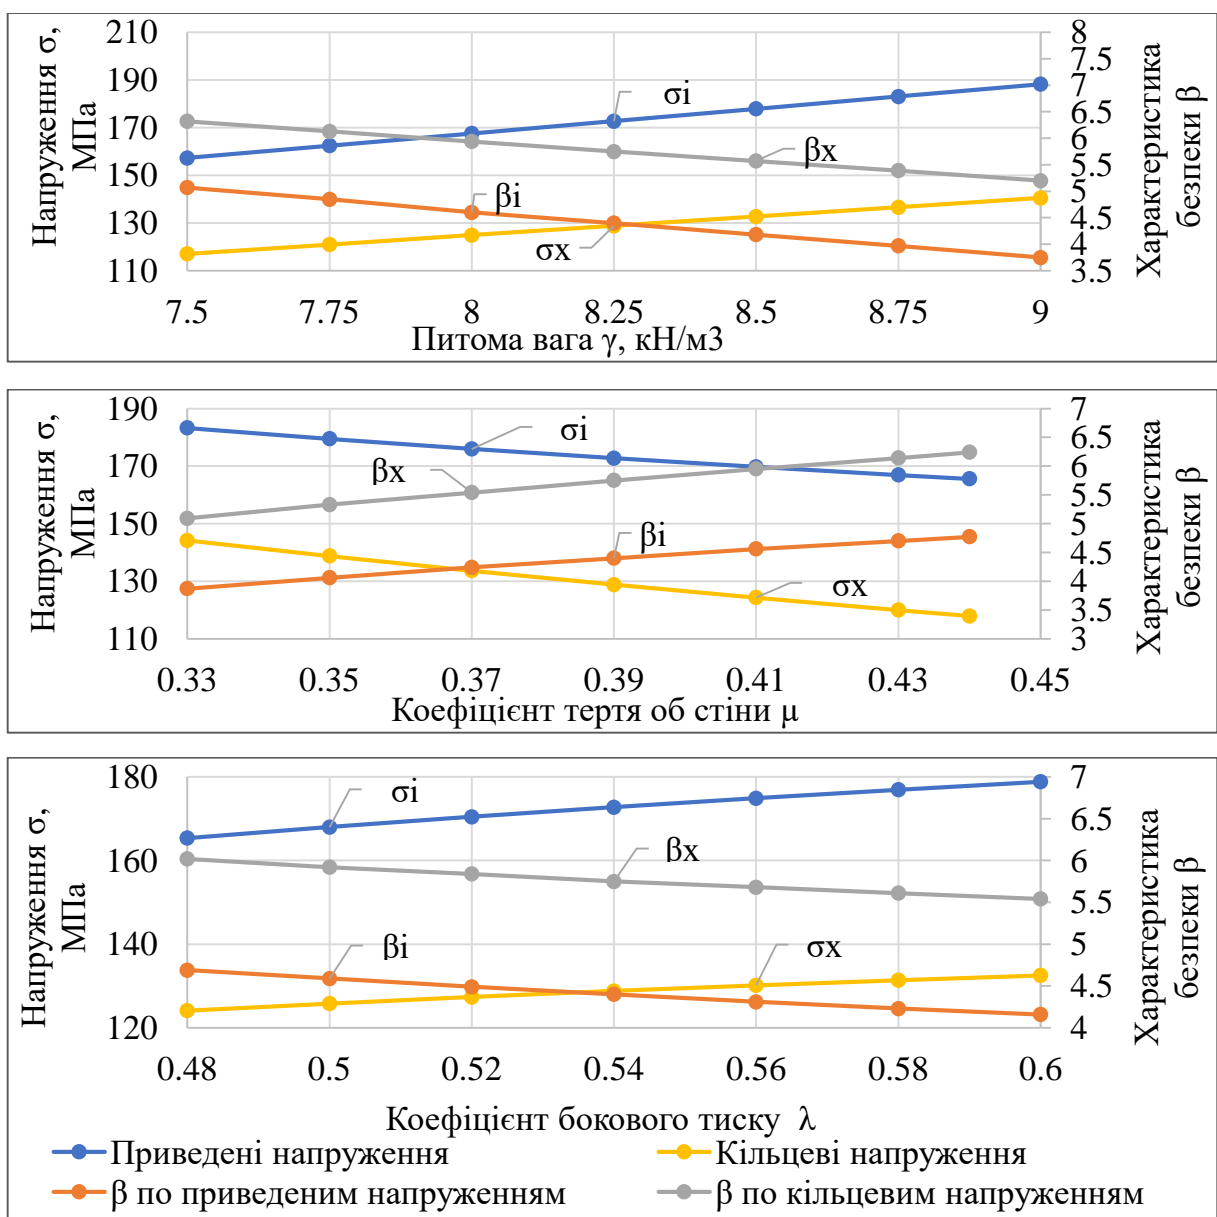 Напруження σ,
МПа
210
190
170
150
130
110
σi
βx
βi
σx
8
7.5
7
6.5
6
5.5
5
4.5
4
3.5
Характеристика
безпеки β
7.5 7.75 8 8.25 8.5 8.75 9
Питома вага γ, кН/м3
Напруження σ,
МПа
190
170
150
130
110
σi
βx
βi
σx
7
6.5
6
5.5
5
4.5
4
3.5
3
Характеристика
безпеки β
0.33 0.35 0.37 0.39 0.41 0.43 0.45
Коефіцієнт тертя об стіни μ
Напруження σ,
МПа
180
160
140
120
σi
βx
βi
σx
7
6.5
6
5.5
5
4.5
4
Характеристика
безпеки β
0.48 0.5 0.52 0.54 0.56 0.58 0.6
Коефіцієнт бокового тиску λ
Приведені напруження
Кільцеві напруження
β по приведеним напруженням
β по кільцевим напруженням